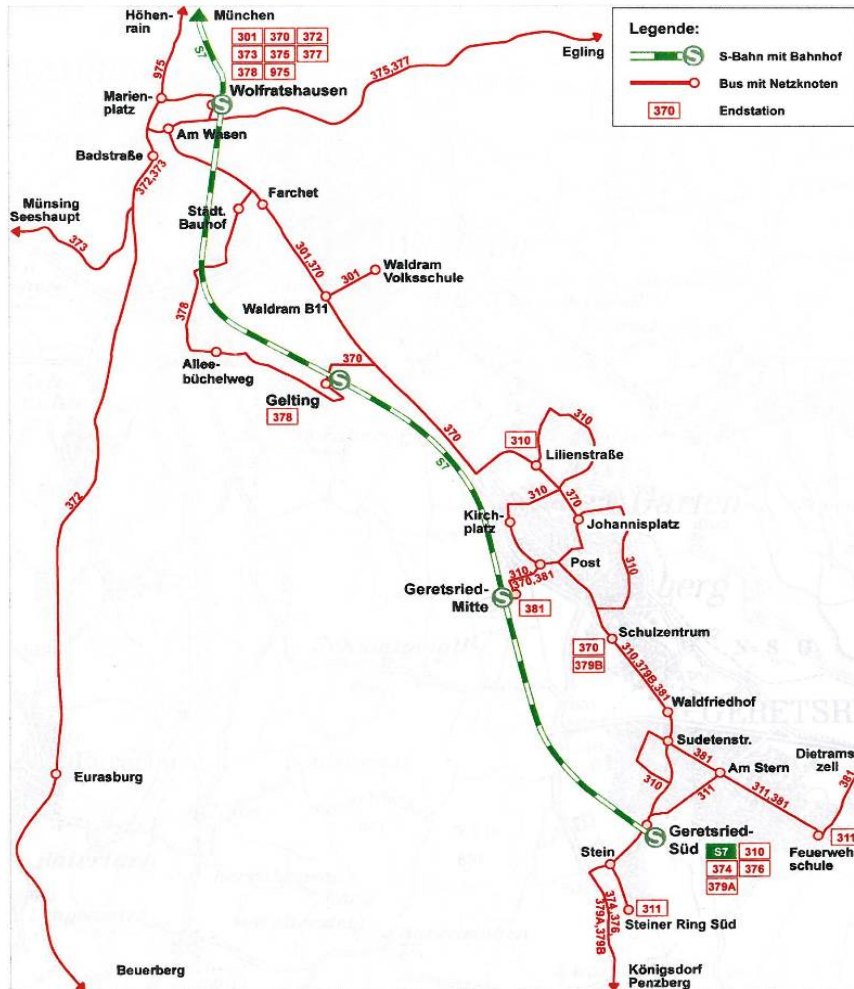 Höhen-
rain
München
S7
301 370 372
373 375 377
378 975
Legende:
S-Bahn mit Bahnhof
Bus mit Netzknoten
370 Endstation
Egling
375,377
975
Marien-
platz
Wolfratshausen
Am Wasen
Badstraße
372,373
Münsing
Seeshaupt
373
Städt.
Bauhof
Farchet
301,370
301
Waldram
Volksschule
Waldram B11
378
Allee-
büchelweg
370
Gelting
378
370
S7
310
310
Lilienstraße
372
310
370
Kirch-
platz
Johannisplatz
310
Post
310,
370,381
Geretsried-
Mitte
381
Schulzentrum
370
379B
310,379B,381
Waldfriedhof
GERETSR
Sudetenstr.
381
Dietrams
zell
Am Stern
381
310
311
311,381
Eurasburg
Geretsried-
Süd
S7 310
374 376
379A
311
Feuerwehr
schule
Stein
374,376
379A,379B
311
Steiner Ring Süd
Beuerberg
Königsdorf
Penzberg